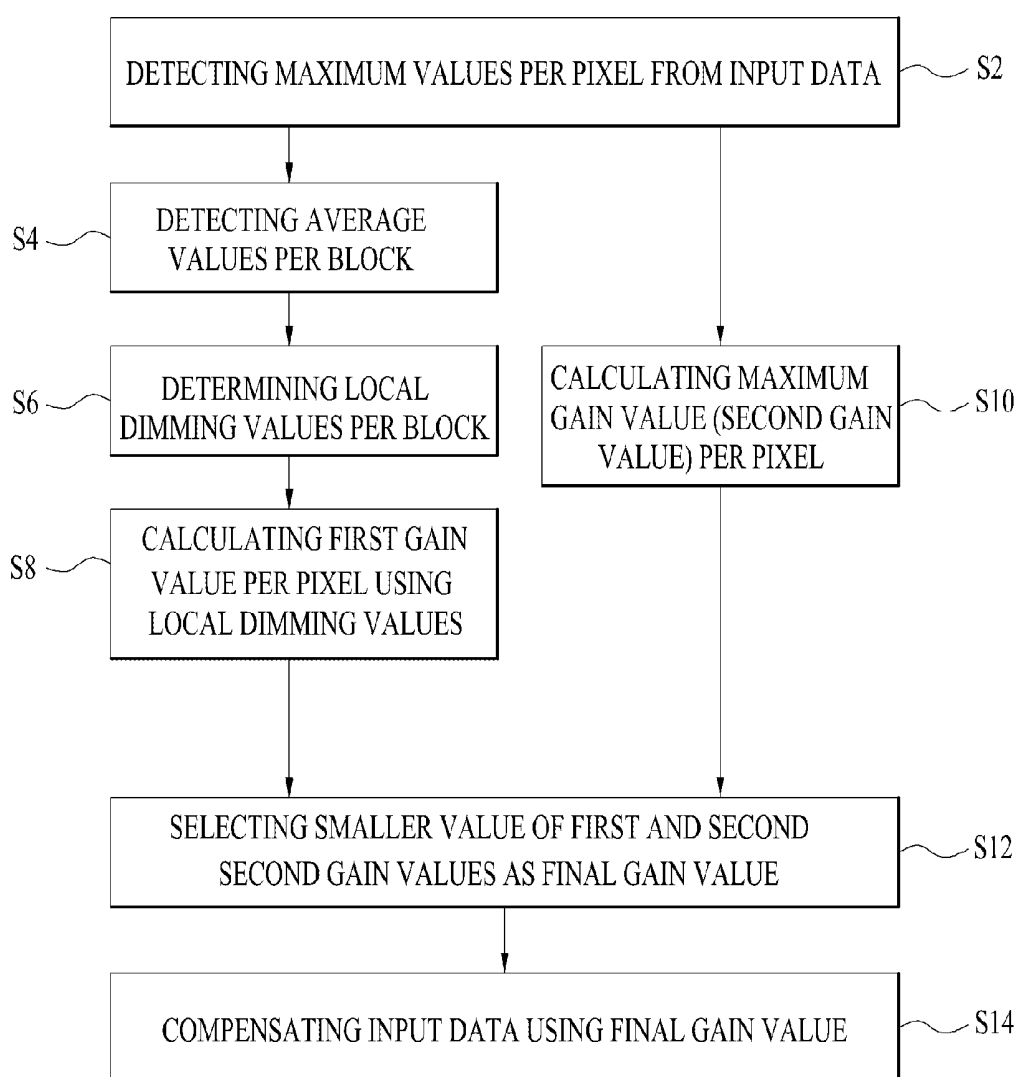 DETECTING MAXIMUM VALUES PER PIXEL FROM INPUT DATA
S2
S4
DETECTING AVERAGE
VALUES PER BLOCK
S6
DETERMINING LOCAL
DIMMING VALUES PER BLOCK
CALCULATING MAXIMUM
GAIN VALUE (SECOND GAIN
VALUE) PER PIXEL
S10
S8
CALCULATING FIRST GAIN
VALUE PER PIXEL USING
LOCAL DIMMING VALUES
SELECTING SMALLER VALUE OF FIRST AND SECOND
SECOND GAIN VALUES AS FINAL GAIN VALUE
S12
COMPENSATING INPUT DATA USING FINAL GAIN VALUE
S14